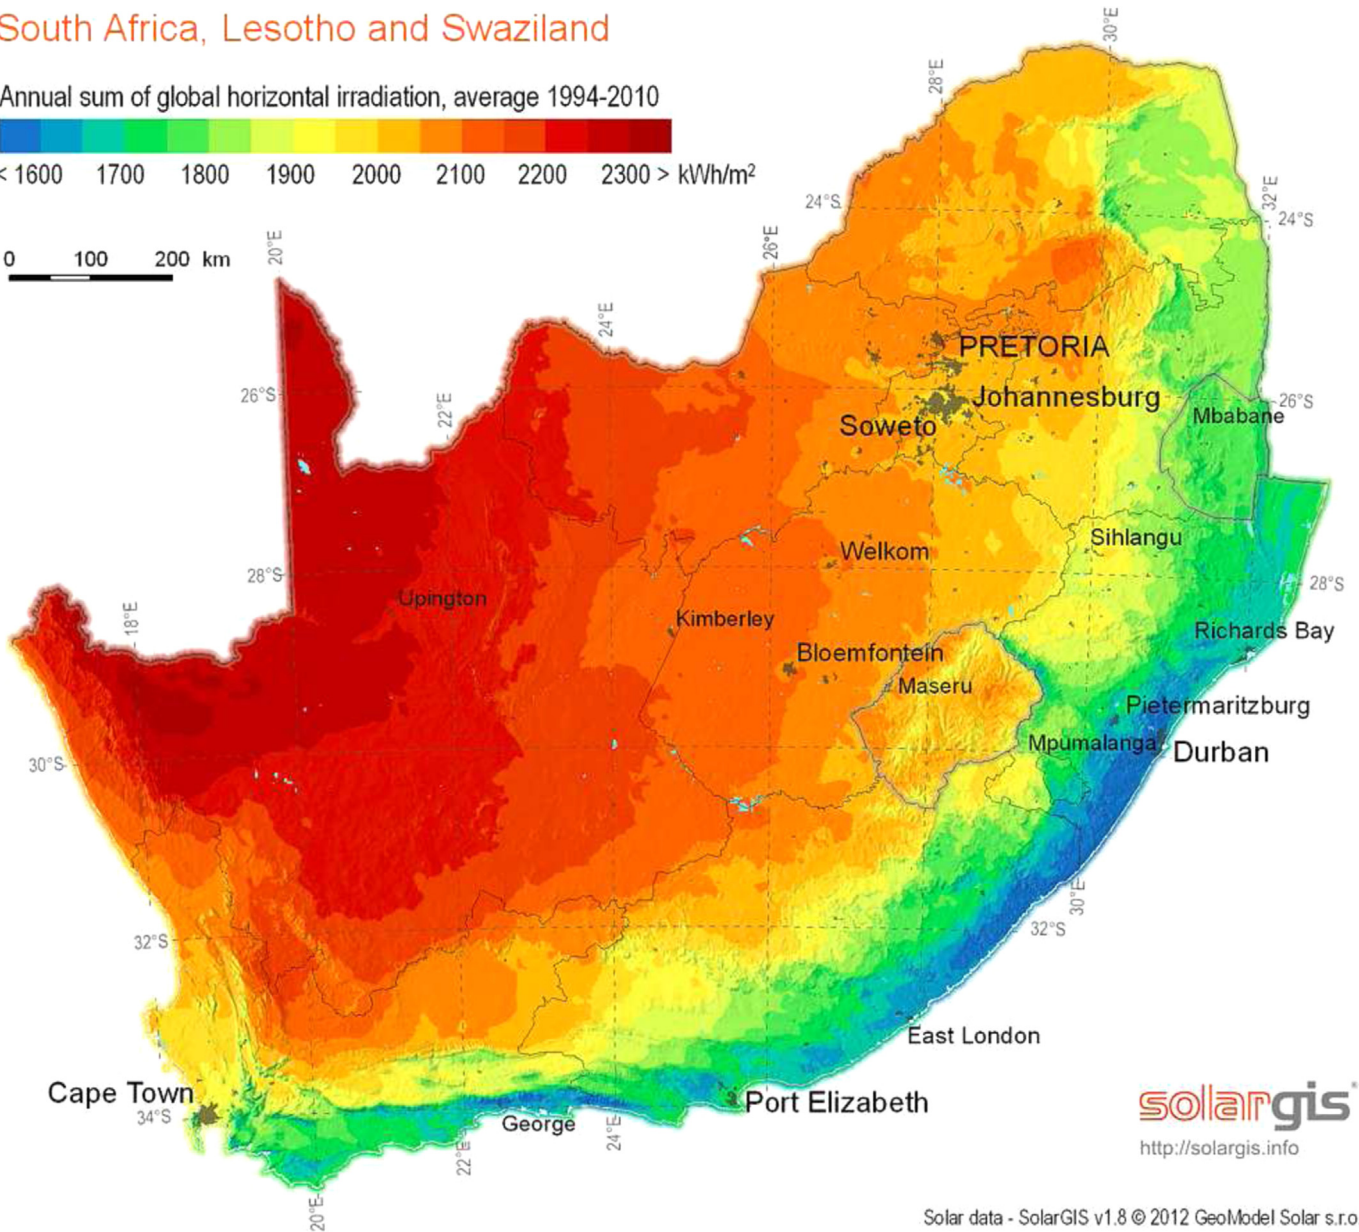 South Africa, Lesotho and Swaziland
Annual sum of global horizontal irradiation, average 1994-2010
< 1600 1700 1800 1900 2000 2100 2200 2300 > kWh/m²
0 100 200 km
30°E
28°E
32°E
24°S
24°S
26°E
20°E
24°E
PRETORIA
26°S
22°E
Johannesburg
26°S
Mbabane
Soweto
Welkom
Sihlangu
28°S
28°S
Upington
18°E
Kimberley
Richards Bay
Bloemfontein
Maseru
Pietermaritzburg
Mpumalanga
Durban
30°S
30°E
32°S
32°S
East London
Cape Town
34°S
Port Elizabeth
George
24°E
22°E
20°E
solargis
http://solargis.info
Solar data - SolarGIS v1.8 © 2012 GeoModel Solar s.r.o